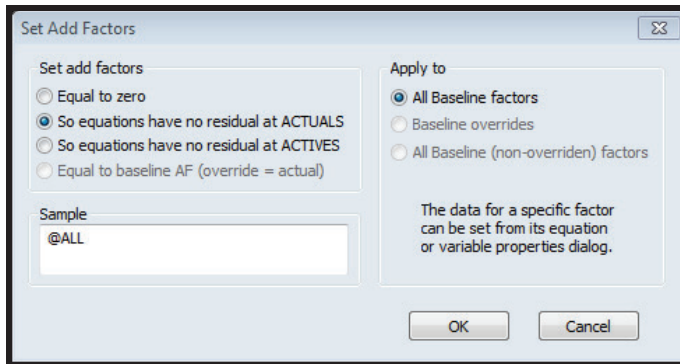 Set Add Factors
Set add factors
Equal to zero
So equations have no residual at ACTUALS
So equations have no residual at ACTIVES
Equal to baseline AF (override = actual)
Sample
@ALL
Apply to
All Baseline factors
Baseline overrides
All Baseline (non-overriden) factors
The data for a specific factor
can be set from its equation
or variable properties dialog.
OK
Cancel